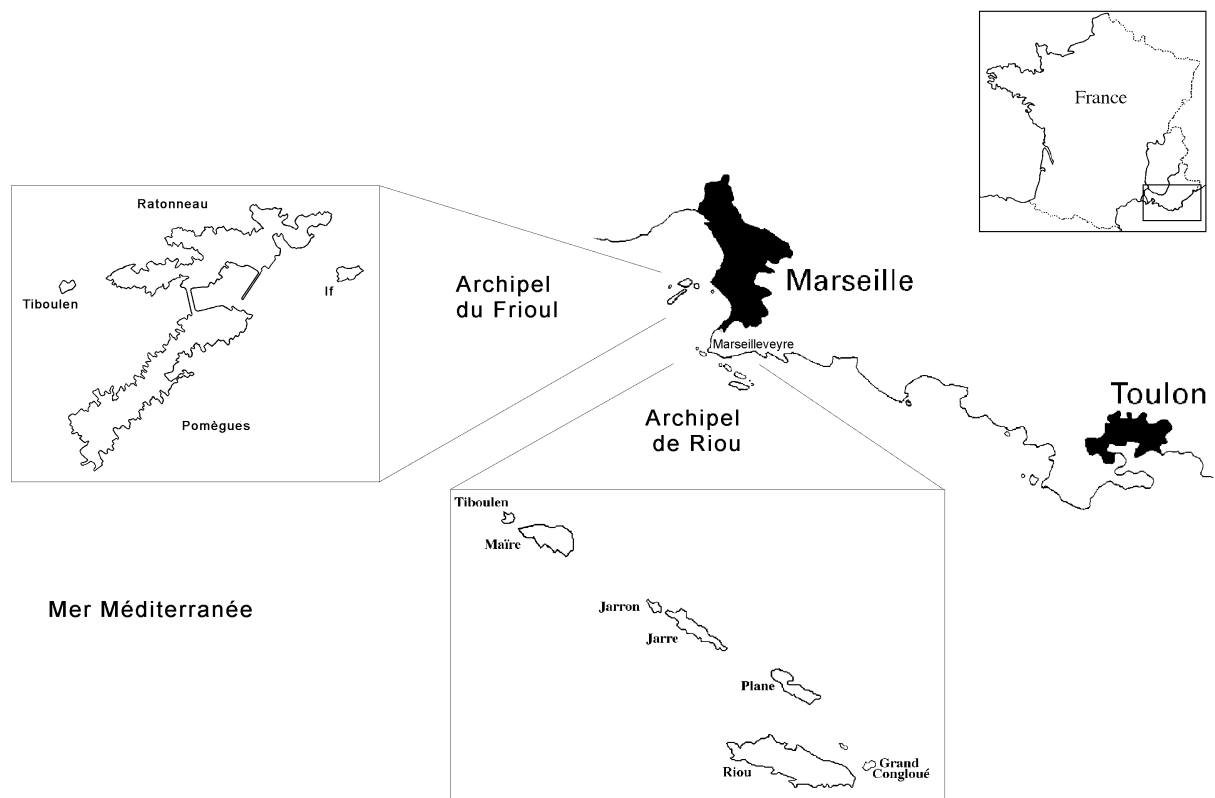 France
Ratonneau
Tiboulen
If
Pomègues
Archipel
du Frioul
Marseille
Marseilleveyre
Toulon
Archipel
de Riou
Tiboulen
Maïre
Jarron
Jarre
Plane
Riou
Grand
Congloué
Mer Méditerranée